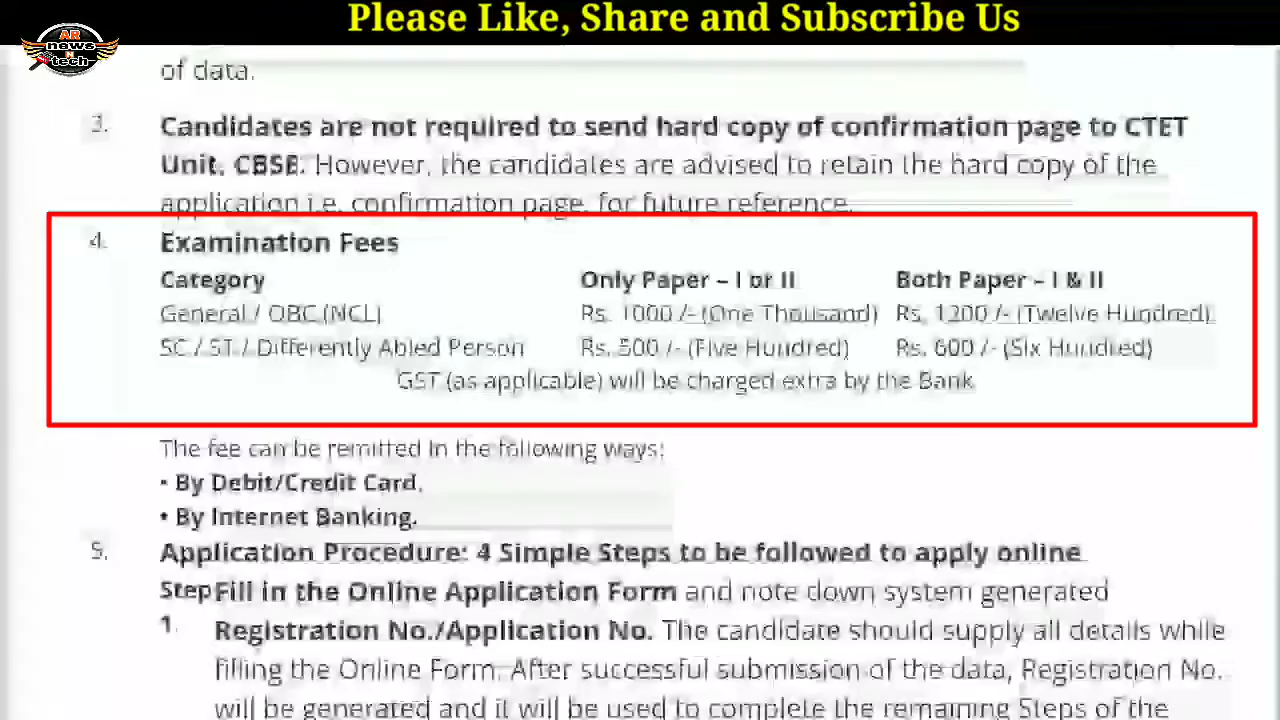 Please Like, Share and Subscribe Us
AR
news
N
tech
of data.
3. Candidates are not required to send hard copy of confirmation page to CTET
Unit, CBSE. However, the candidates are advised to retain the hard copy of the
application i.e. confirmation page, for future reference.
4. Examination Fees
Category Only Paper – I or II Both Paper – I & II
General / OBC (NCL) Rs. 1000 /- (One Thousand) Rs. 1200 /- (Twelve Hundred)
SC / ST / Differently Abled Person Rs. 500 /- (Five Hundred) Rs. 600 /- (Six Hundred)
GST (as applicable) will be charged extra by the Bank
The fee can be remitted in the following ways:
• By Debit/Credit Card.
• By Internet Banking.
5. Application Procedure: 4 Simple Steps to be followed to apply online
Step Fill in the Online Application Form and note down system generated
1. Registration No./Application No. The candidate should supply all details while
filling the Online Form. After successful submission of the data, Registration No.
will be generated and it will be used to complete the remaining Steps of the